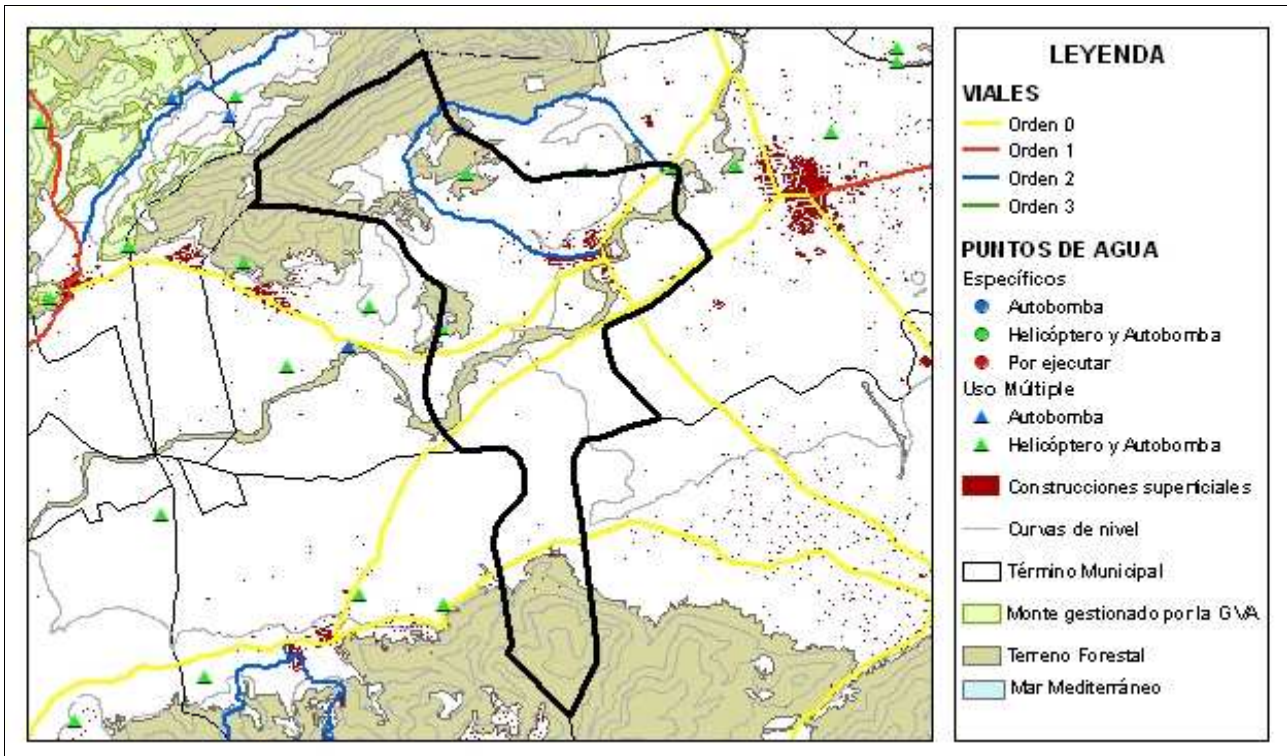 LEYENDA
VIALES
Orden 0
Orden 1
Orden 2
Orden 3
PUNTOS DE AGUA
Específicos
Autobomba
Helicóptero y Autobomba
Por ejecutar
Uso Múltiple
Autobomba
Helicóptero y Autobomba
Construcciones superficiales
Curvas de nivel
Término Municipal
Monte gestionado por la GVA
Terreno Forestal
Mar Mediterráneo